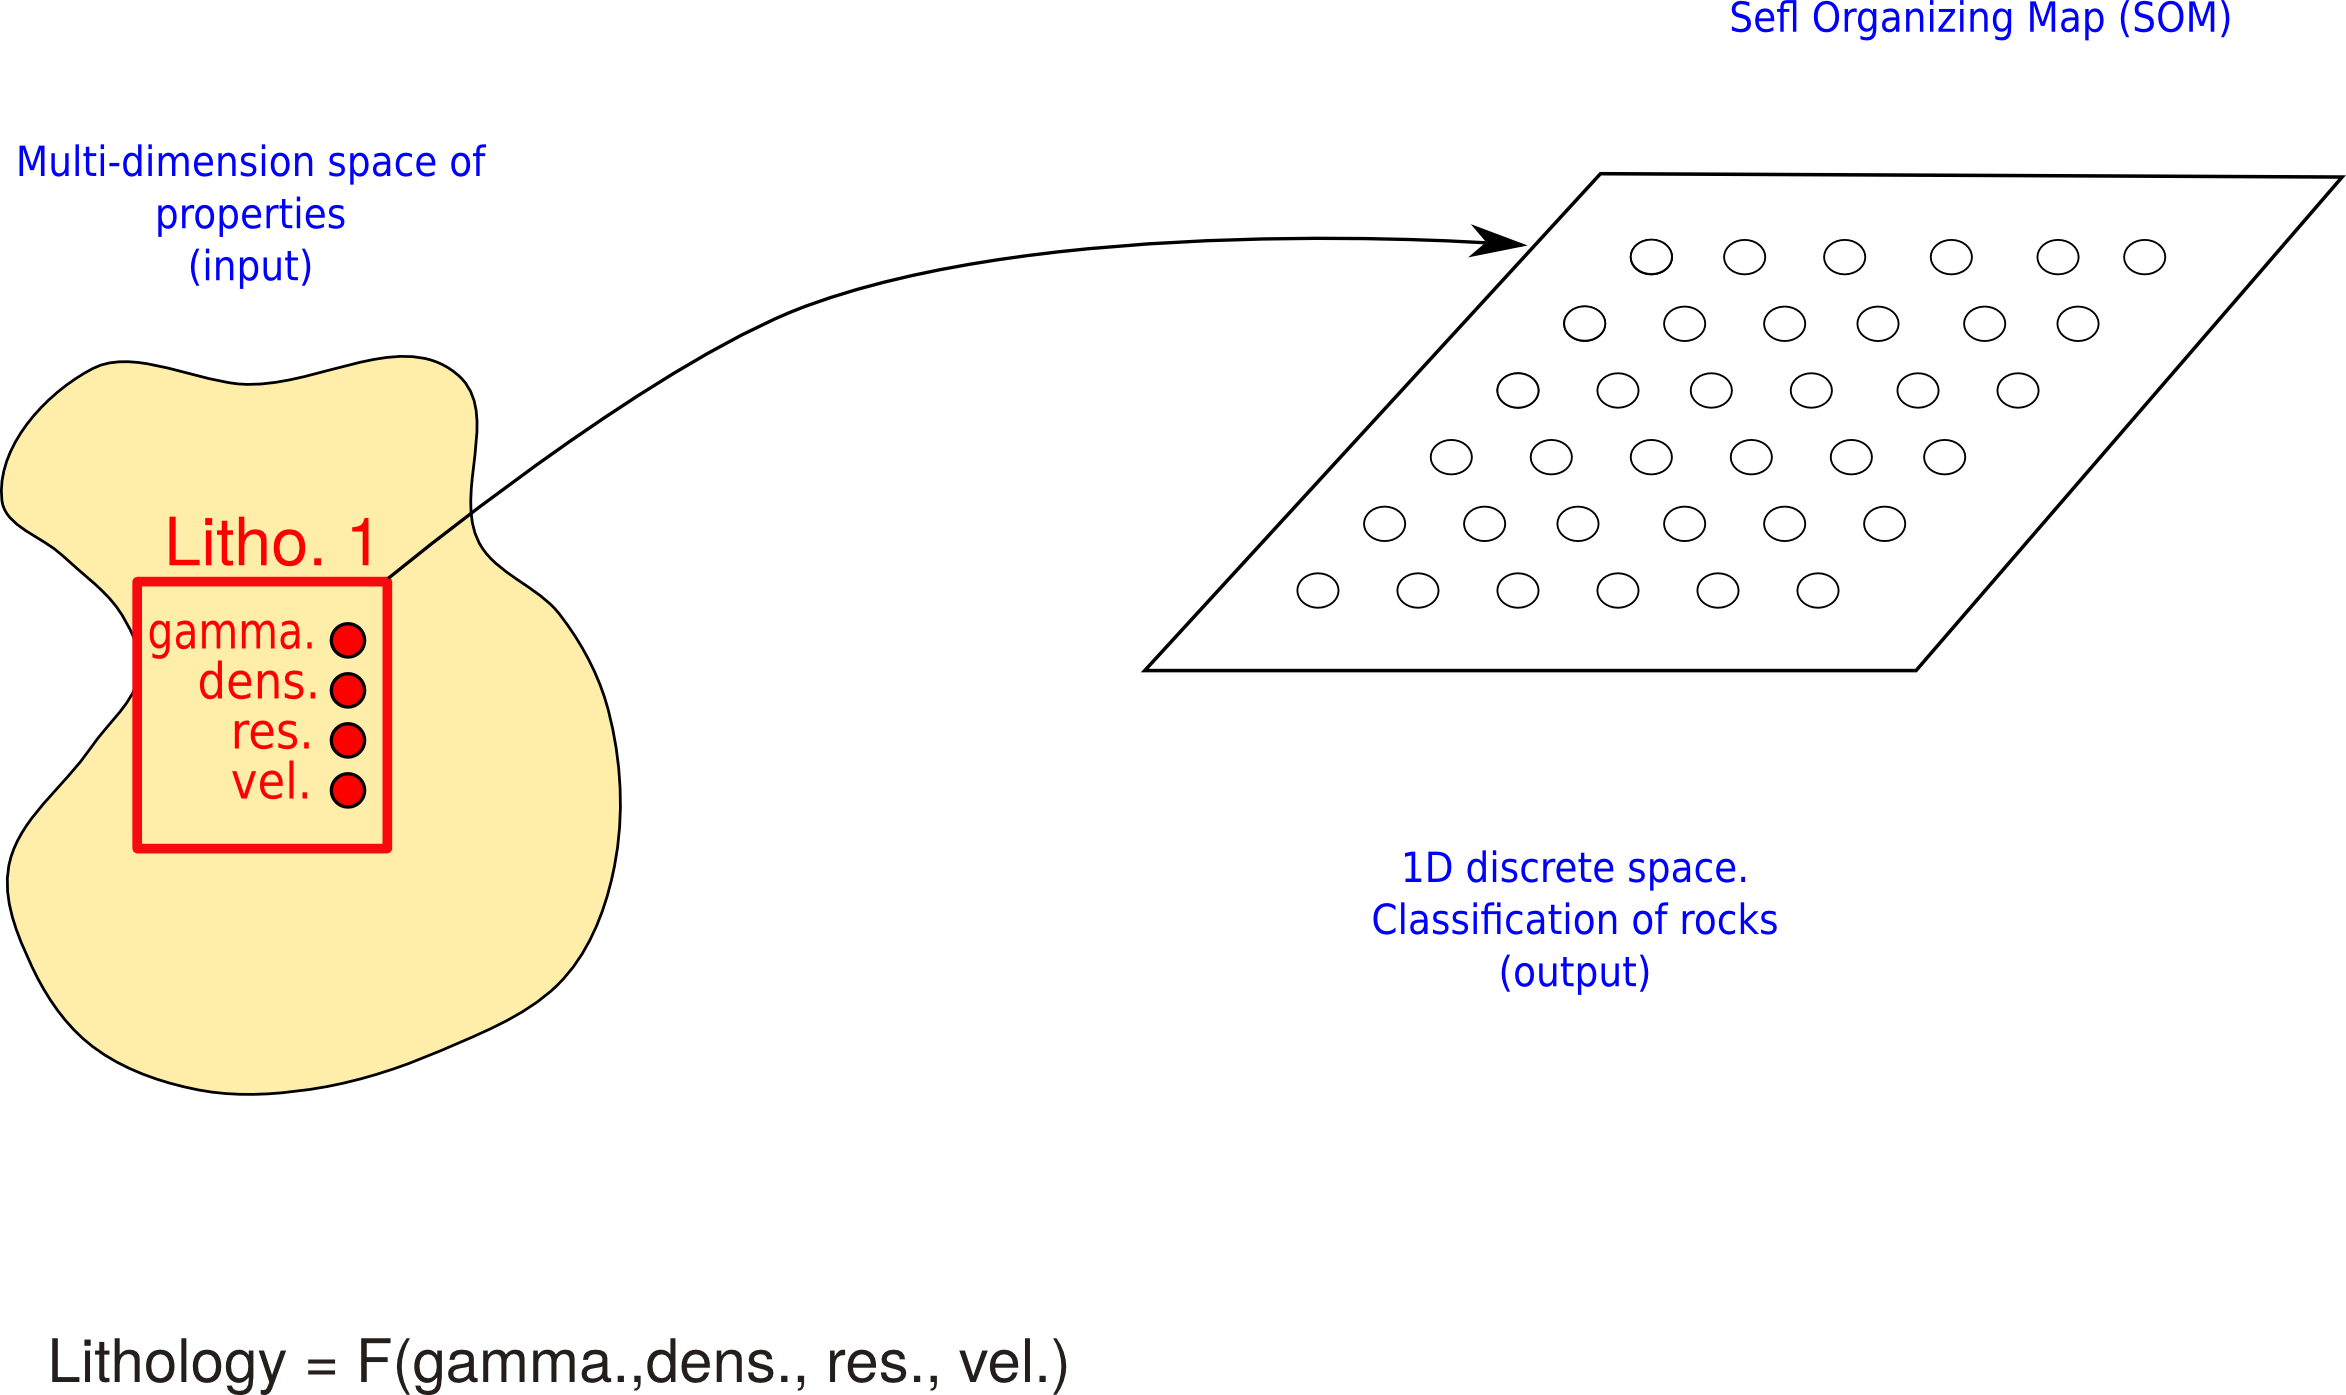 Sefl Organizing Map (SOM)
Multi-dimension space of
properties
(input)
Litho. 1
gamma.
dens.
res.
vel.
1D discrete space.
Classification of rocks
(output)
Lithology = F(gamma.,dens., res., vel.)